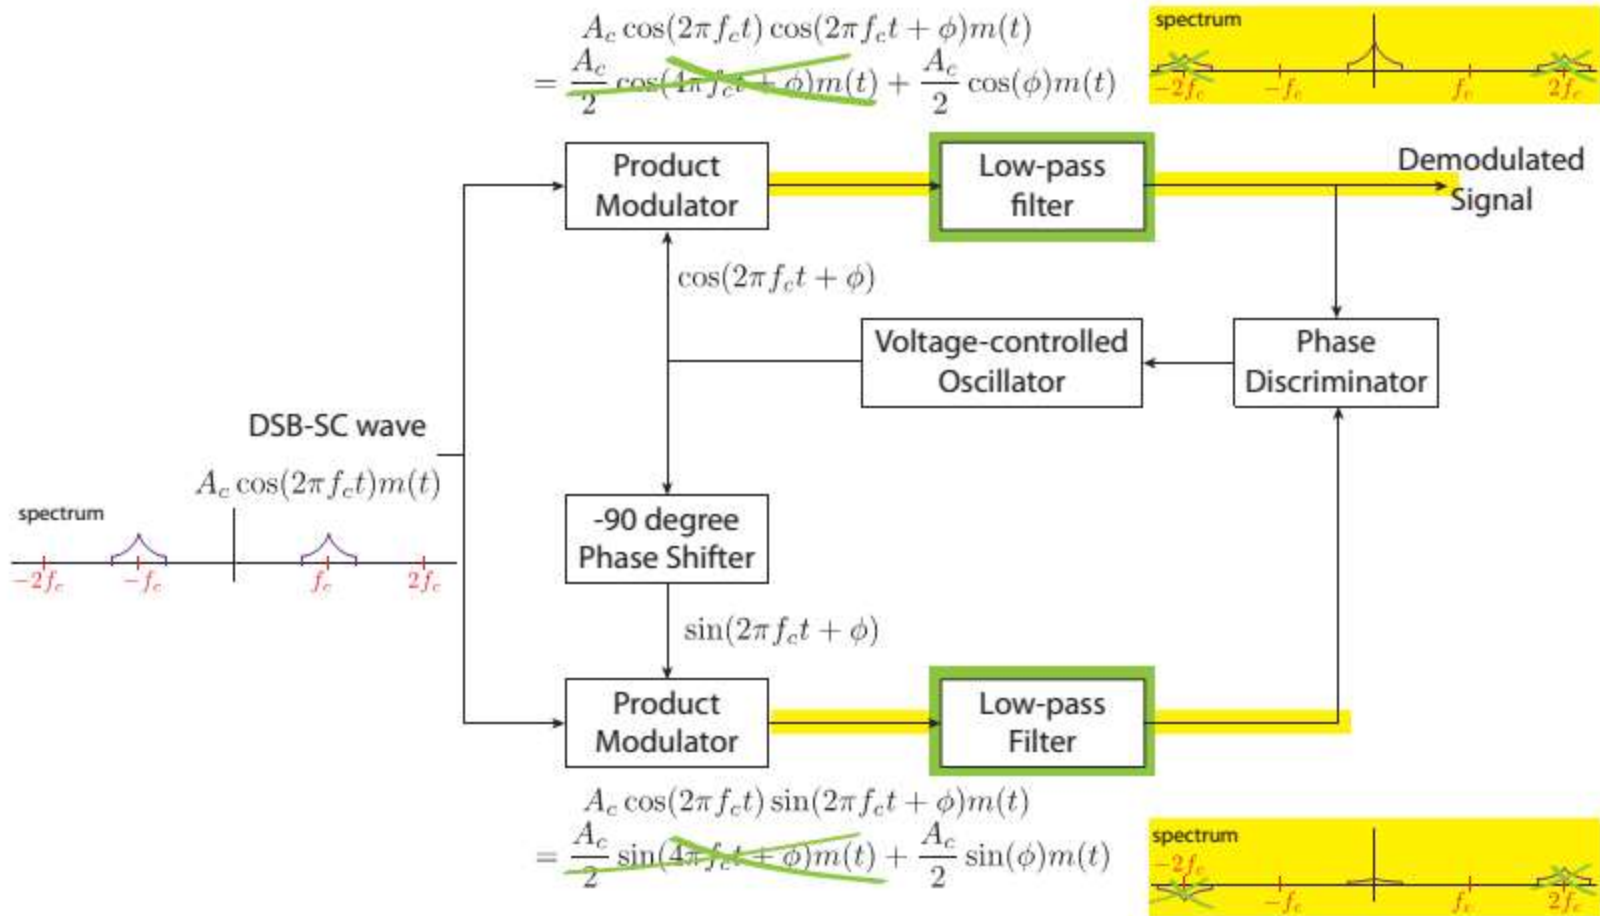 A_c cos(2πf_ct) cos(2πf_ct + ϕ)m(t)
= A_c/2 cos(4πf_ct + ϕ)m(t) + A_c/2 cos(ϕ)m(t)
spectrum
−2f_c −f_c f_c 2f_c
Product
Modulator
Low-pass
filter
Demodulated
Signal
cos(2πf_ct + ϕ)
Voltage-controlled
Oscillator
Phase
Discriminator
DSB-SC wave
A_c cos(2πf_ct)m(t)
spectrum
−2f_c −f_c f_c 2f_c
-90 degree
Phase Shifter
sin(2πf_ct + ϕ)
Product
Modulator
Low-pass
Filter
A_c cos(2πf_ct) sin(2πf_ct + ϕ)m(t)
= A_c/2 sin(4πf_ct + ϕ)m(t) + A_c/2 sin(ϕ)m(t)
spectrum
−2f_c
−f_c f_c 2f_c